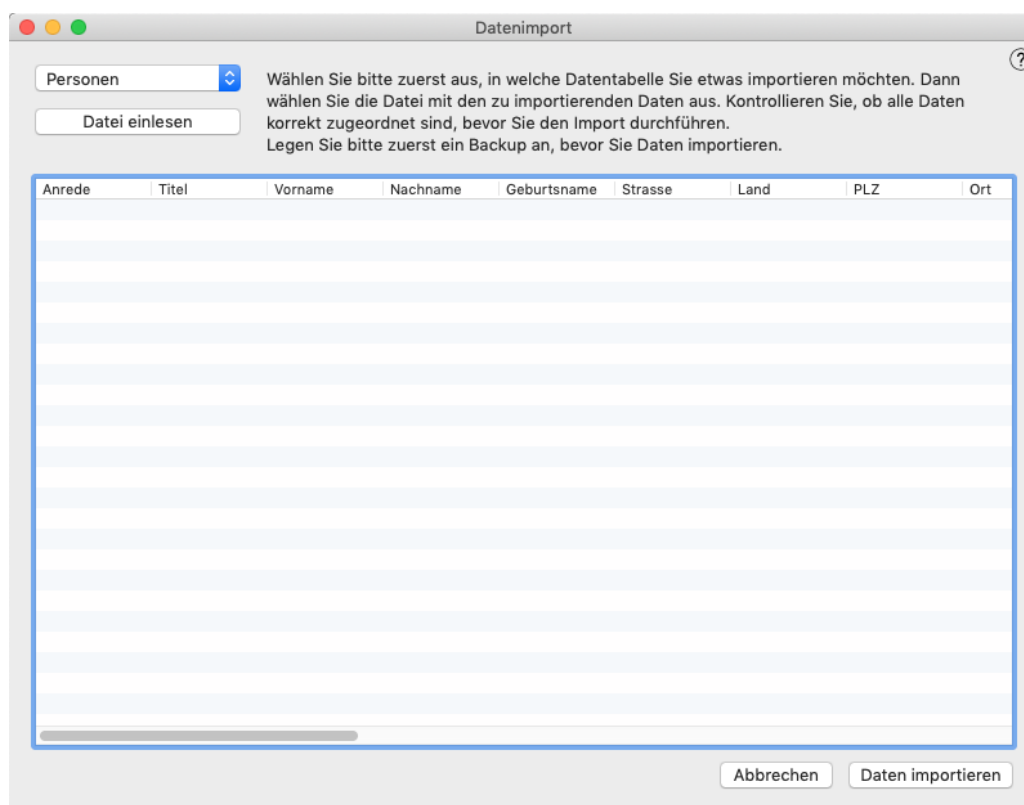 Datenimport
?
Personen
Datei einlesen
Wählen Sie bitte zuerst aus, in welche Datentabelle Sie etwas importieren möchten. Dann
wählen Sie die Datei mit den zu importierenden Daten aus. Kontrollieren Sie, ob alle Daten
korrekt zugeordnet sind, bevor Sie den Import durchführen.
Legen Sie bitte zuerst ein Backup an, bevor Sie Daten importieren.
Anrede Titel Vorname Nachname Geburtsname Strasse Land PLZ Ort
Abbrechen Daten importieren